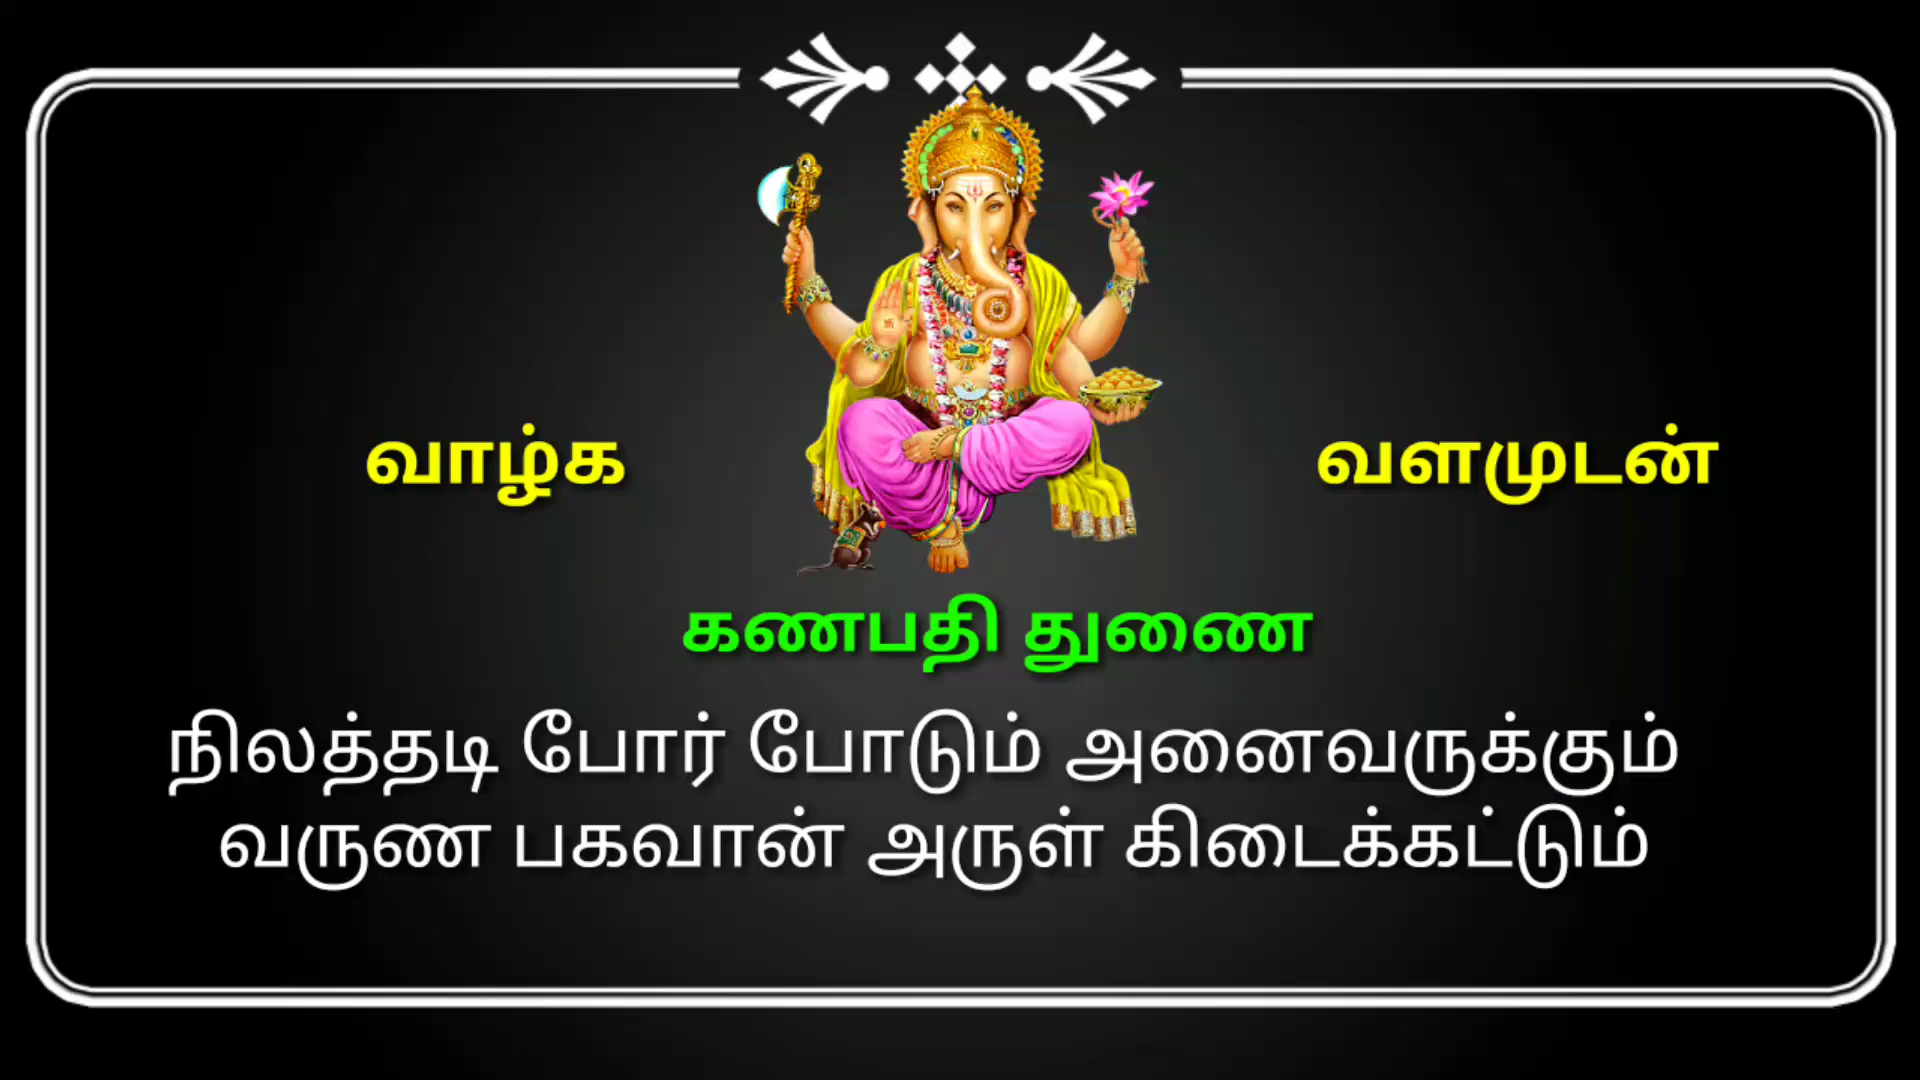 வாழ்க வளமுடன்
கணபதி துணை
நிலத்தடி போர் போடும் அனைவருக்கும்
வருண பகவான் அருள் கிடைக்கட்டும்